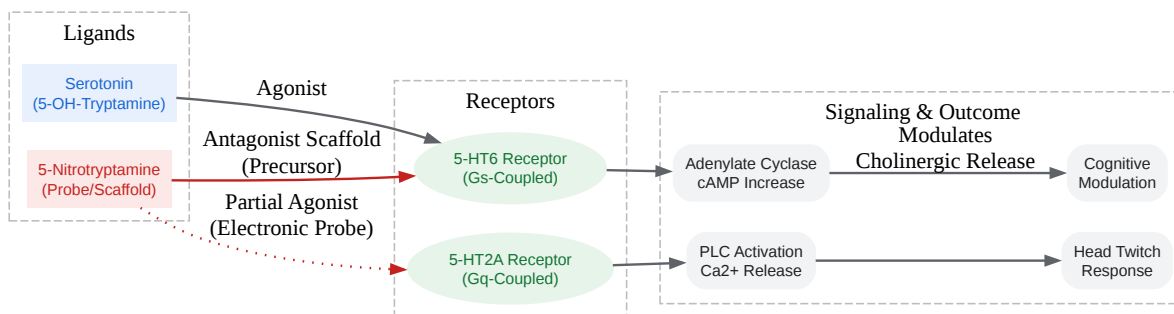 Ligands
Serotonin
(5-OH-Tryptamine)
5-Nitrotryptamine
(Probe/Scaffold)
Agonist
Antagonist Scaffold
(Precursor)
Partial Agonist
(Electronic Probe)
Receptors
5-HT6 Receptor
(Gs-Coupled)
5-HT2A Receptor
(Gq-Coupled)
Signaling & Outcome
Modulates
Cholinergic Release
Adenylate Cyclase
cAMP Increase
Cognitive
Modulation
PLC Activation
Ca2+ Release
Head Twitch
Response